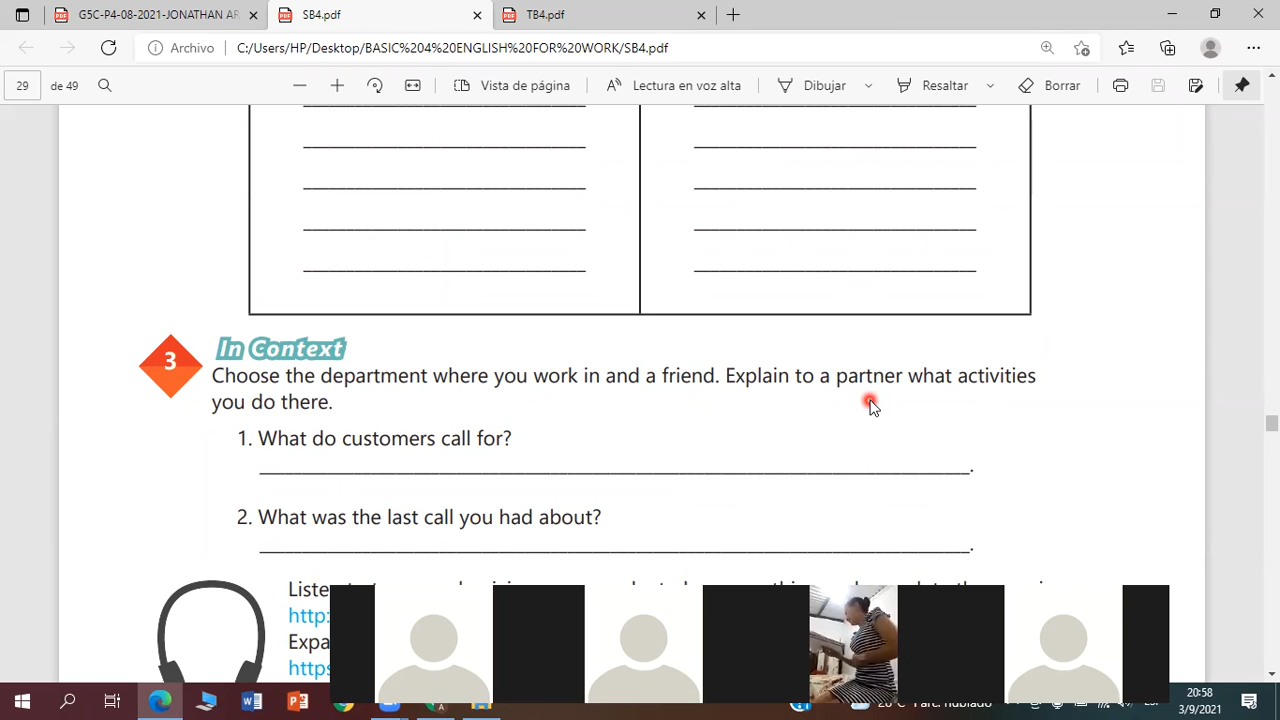 G5C-P4-08-2021-JONATHAN AR
SB4.pdf
TB4.pdf
Archivo
C:/Users/HP/Desktop/BASIC%204%20ENGLISH%20FOR%20WORK/SB4.pdf
29 de 49
Vista de página
Lectura en voz alta
Dibujar
Resaltar
Borrar
3
In Context
Choose the department where you work in and a friend. Explain to a partner what activities
you do there.
1. What do customers call for?
2. What was the last call you had about?
http:
Expa
https
20:58
3/9/2021